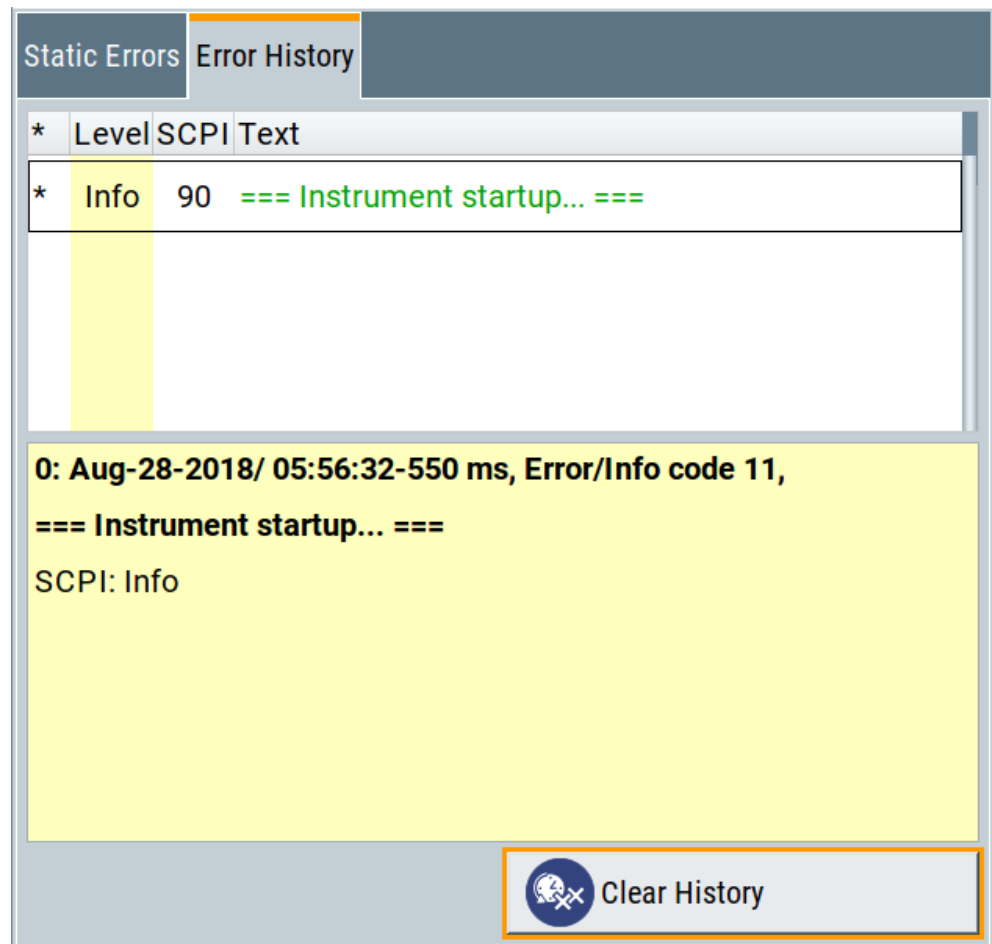 Static Errors Error History
* Level SCPI Text
* Info 90 === Instrument startup... ===
0: Aug-28-2018/ 05:56:32-550 ms, Error/Info code 11,
=== Instrument startup... ===
SCPI: Info
Clear History